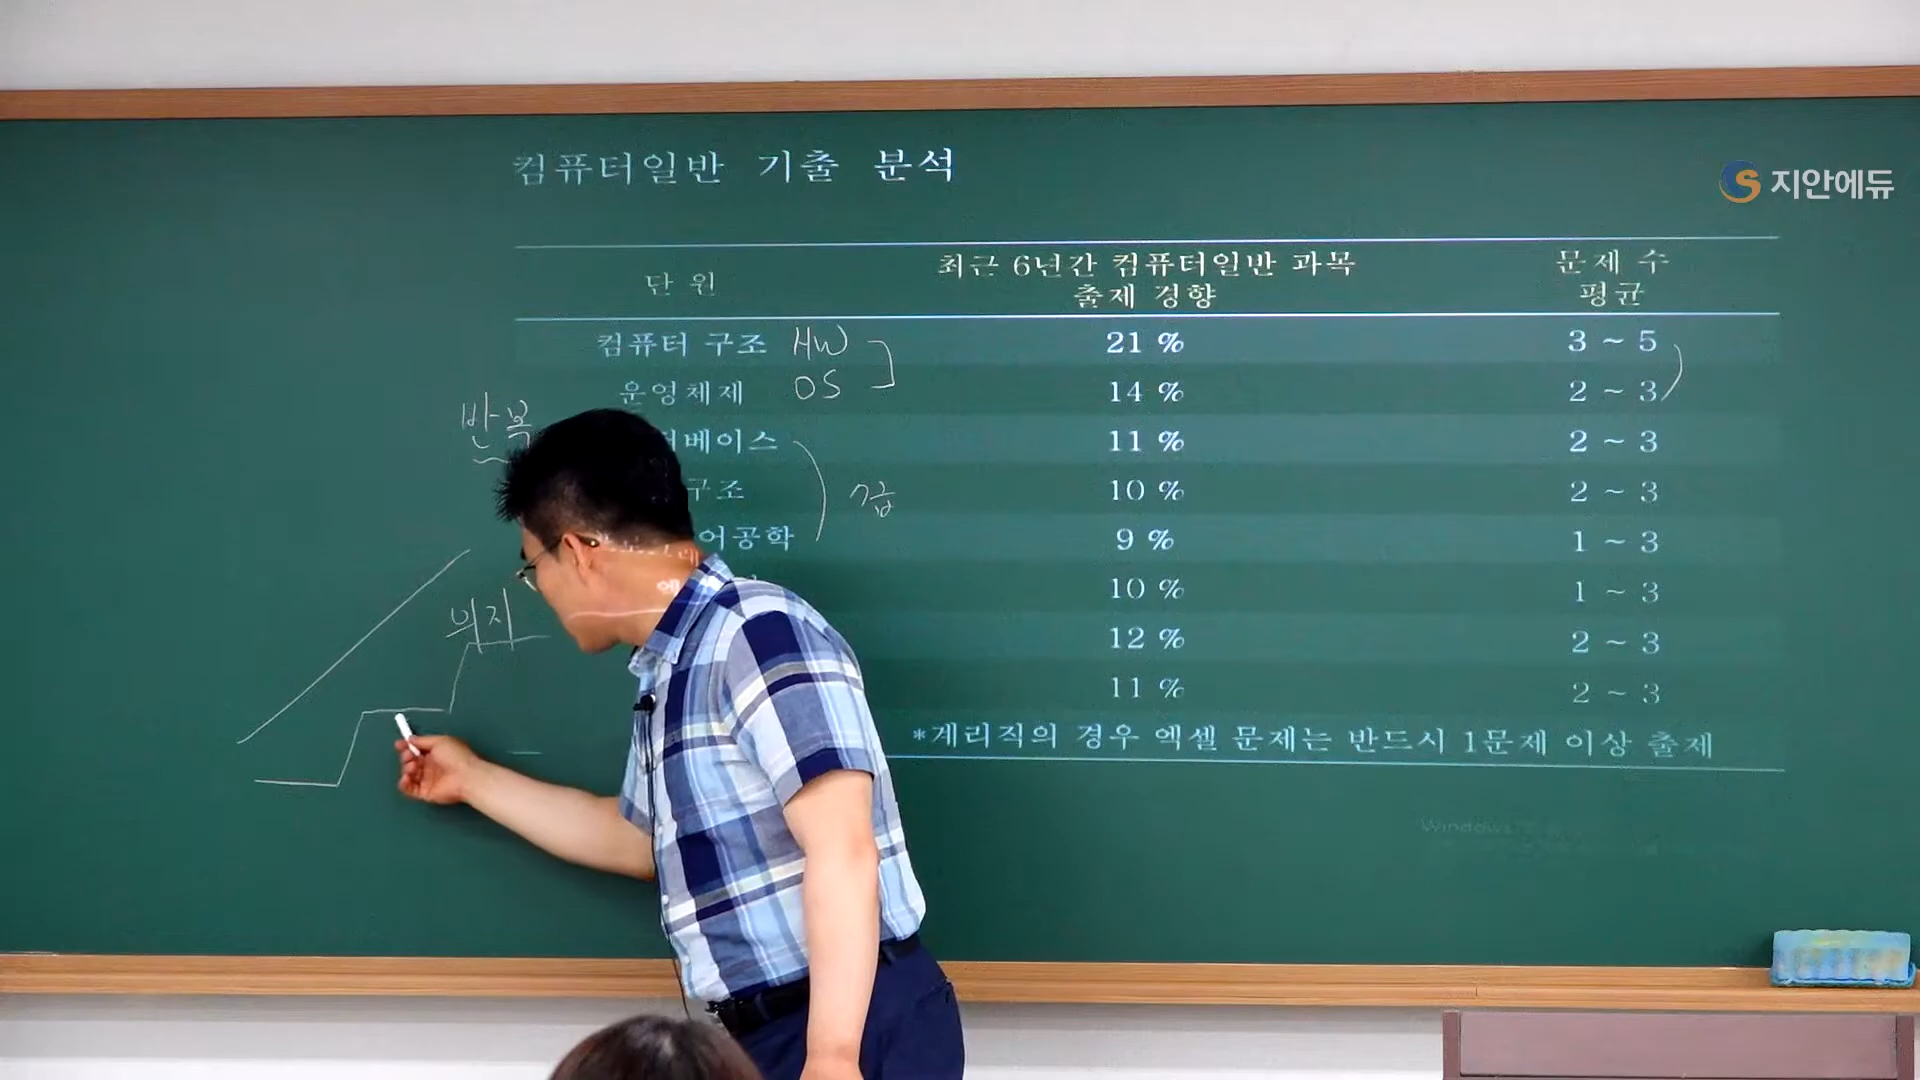 컴퓨터일반 기출 분석
지안에듀
단 원
최근 6년간 컴퓨터일반 과목
출제 경향
문제 수
평균
컴퓨터 구조 HW 21 % 3 ~ 5
운영체제 OS 14 % 2 ~ 3
반복
베이스 11 % 2 ~ 3
구조 10 % 2 ~ 3
어공학 9 % 1 ~ 3
10 % 1 ~ 3
의지
12 % 2 ~ 3
11 % 2 ~ 3
*계리직의 경우 엑셀 문제는 반드시 1문제 이상 출제
Windows